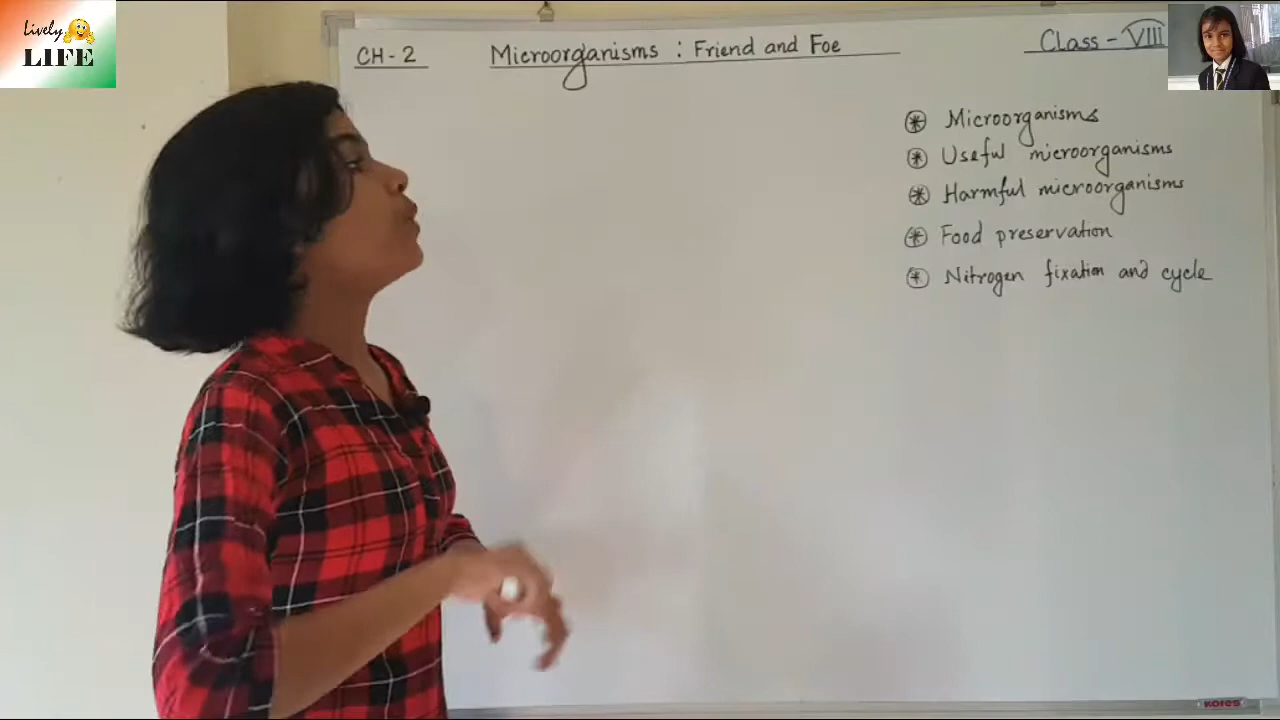 Lively
LIFE
CH - 2
Microorganisms : Friend and Foe
Class - VIII
Microorganisms
Useful microorganisms
Harmful microorganisms
Food preservation
Nitrogen fixation and cycle
KORES